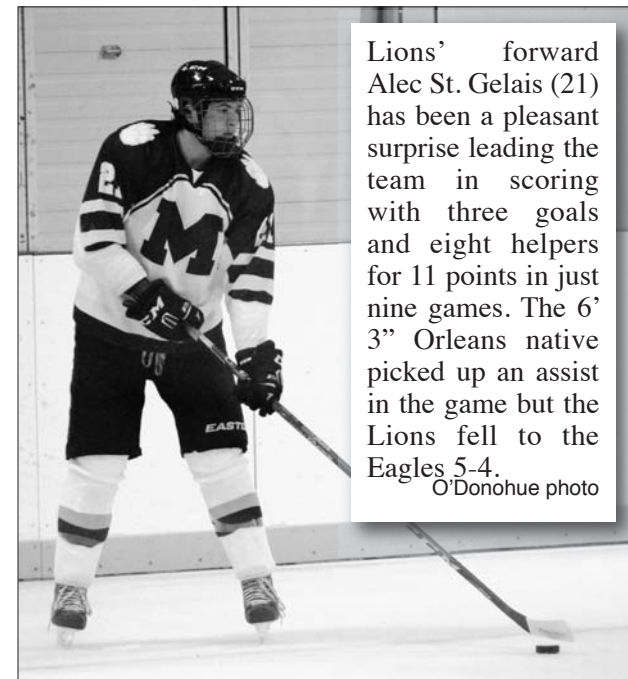 Lions' forward
Alec St. Gelais (21)
has been a pleasant
surprise leading the
team in scoring
with three goals
and eight helpers
for 11 points in just
nine games. The 6'
3" Orleans native
picked up an assist
in the game but the
Lions fell to the
Eagles 5-4.
O'Donohue photo
M